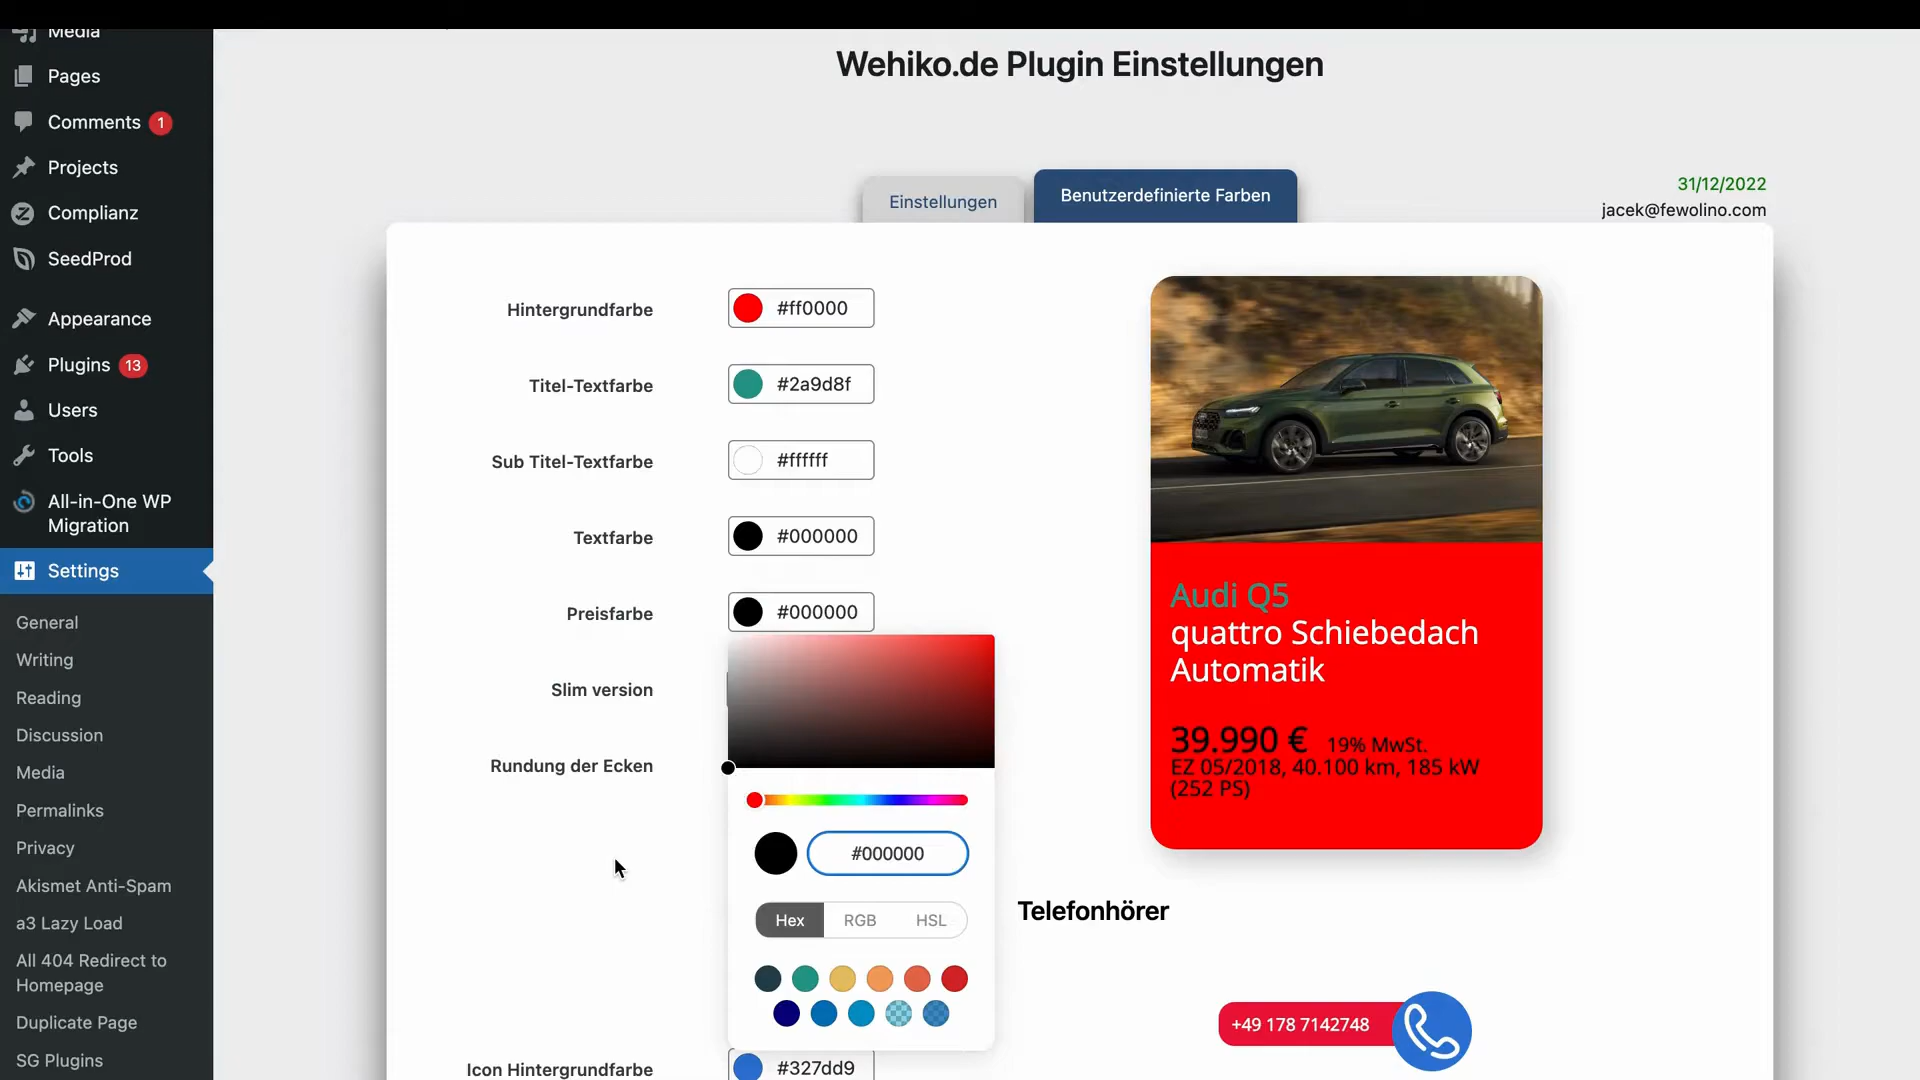 Media
Pages
Comments 1
Projects
Complianz
SeedProd
Appearance
Plugins 13
Users
Tools
All-in-One WP
Migration
Settings
General
Writing
Reading
Discussion
Media
Permalinks
Privacy
Akismet Anti-Spam
a3 Lazy Load
All 404 Redirect to
Homepage
Duplicate Page
SG Plugins
Wehiko.de Plugin Einstellungen
Einstellungen
Benutzerdefinierte Farben
31/12/2022
jacek@fewolino.com
Hintergrundfarbe #ff0000
Titel-Textfarbe #2a9d8f
Sub Titel-Textfarbe #ffffff
Textfarbe #000000
Preisfarbe #000000
Slim version
Rundung der Ecken
#000000
Hex RGB HSL
Icon Hintergrundfarbe #327dd9
Audi Q5
quattro Schiebedach
Automatik
39.990 € 19% MwSt.
EZ 05/2018, 40.100 km, 185 kW
(252 PS)
Telefonhörer
+49 178 7142748